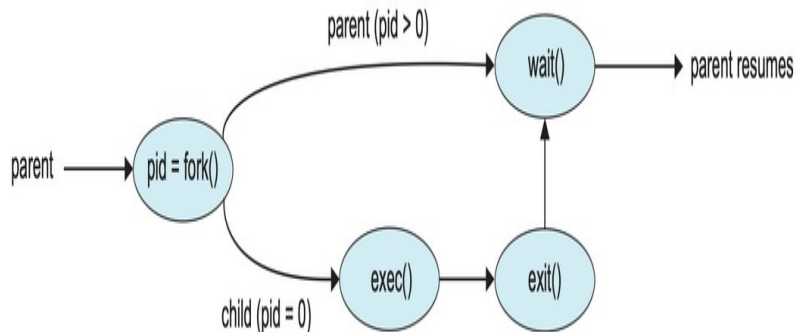 parent (pid > 0)
wait()
parent resumes
parent
pid = fork()
exec()
exit()
child (pid = 0)